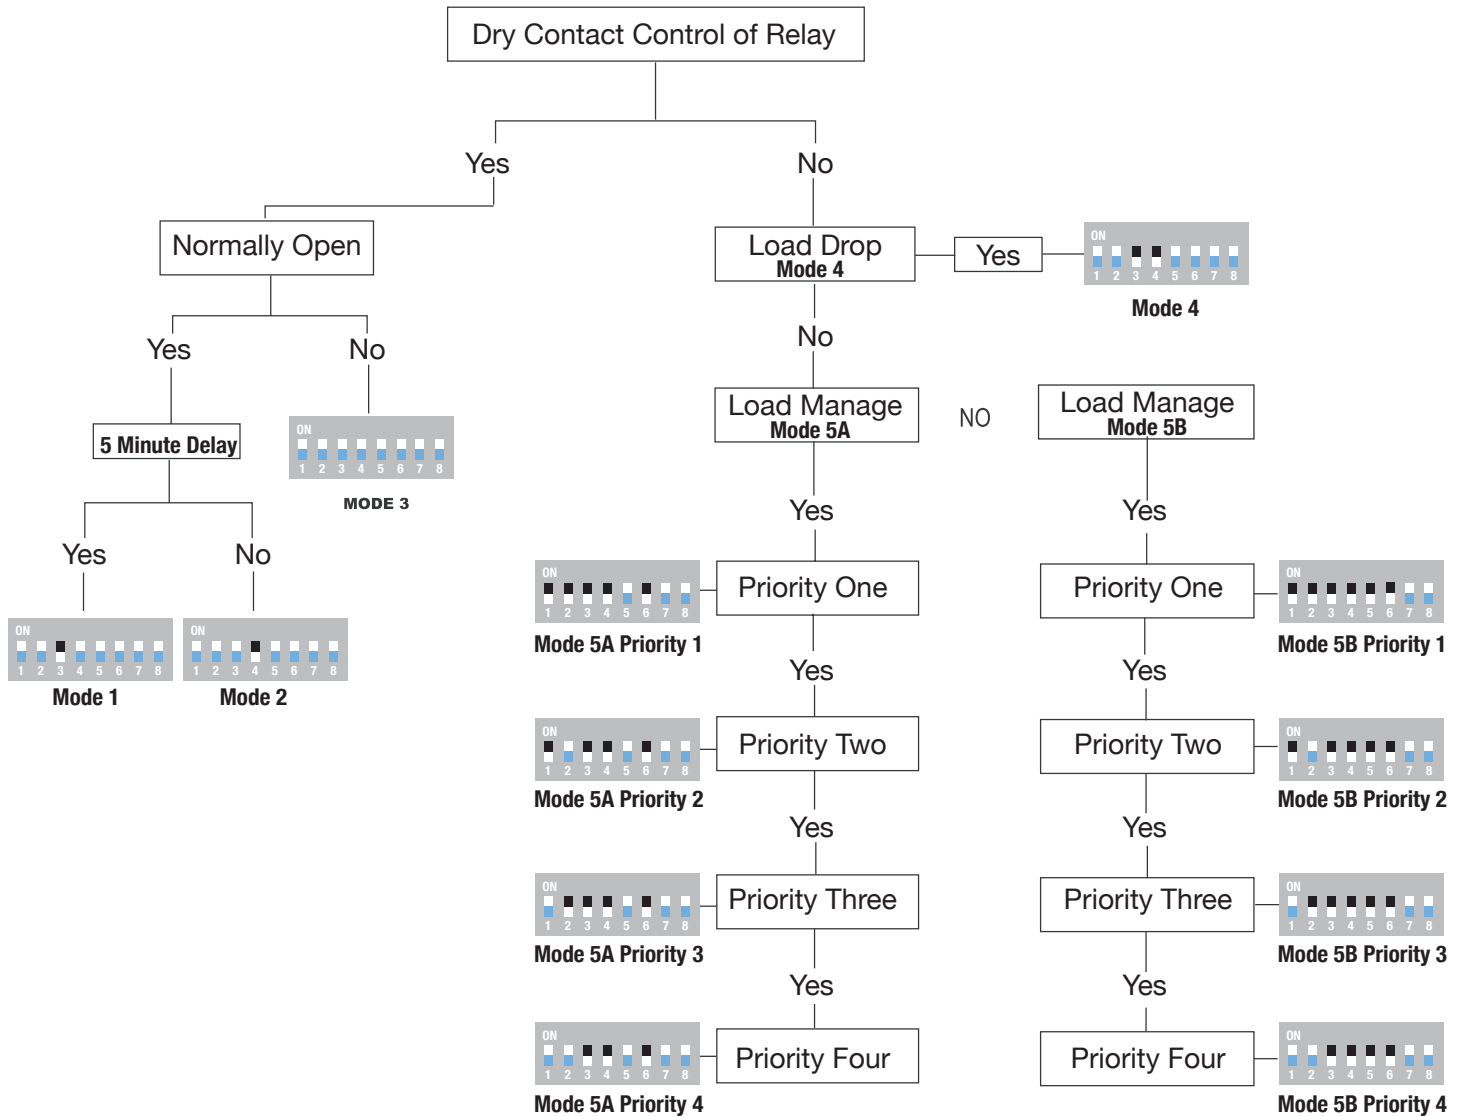 Dry Contact Control of Relay
Yes
No
Normally Open
Load Drop
Mode 4
Yes
ON
1 2 3 4 5 6 7 8
Mode 4
Yes
No
No
5 Minute Delay
ON
1 2 3 4 5 6 7 8
MODE 3
Load Manage
Mode 5A
NO
Load Manage
Mode 5B
Yes
No
Yes
Yes
ON
1 2 3 4 5 6 7 8
Mode 1
ON
1 2 3 4 5 6 7 8
Mode 2
ON
1 2 3 4 5 6 7 8
Mode 5A Priority 1
Priority One
Priority One
ON
1 2 3 4 5 6 7 8
Mode 5B Priority 1
Yes
Yes
ON
1 2 3 4 5 6 7 8
Mode 5A Priority 2
Priority Two
Priority Two
ON
1 2 3 4 5 6 7 8
Mode 5B Priority 2
Yes
Yes
ON
1 2 3 4 5 6 7 8
Mode 5A Priority 3
Priority Three
Priority Three
ON
1 2 3 4 5 6 7 8
Mode 5B Priority 3
Yes
Yes
ON
1 2 3 4 5 6 7 8
Mode 5A Priority 4
Priority Four
Priority Four
ON
1 2 3 4 5 6 7 8
Mode 5B Priority 4